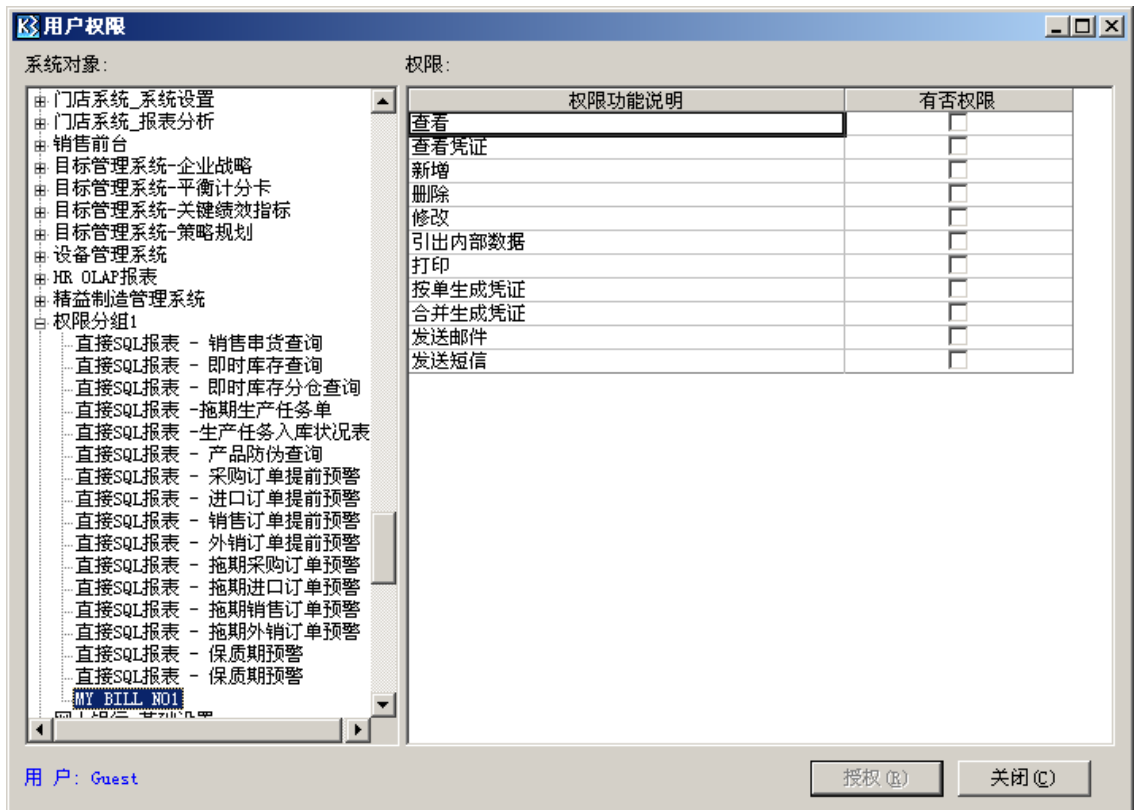 K3 用户权限
系统对象:
权限:
门店系统_系统设置
门店系统_报表分析
销售前台
目标管理系统-企业战略
目标管理系统-平衡计分卡
目标管理系统-关键绩效指标
目标管理系统-策略规划
设备管理系统
HR OLAP报表
精益制造管理系统
权限分组1
直接SQL报表 - 销售串货查询
直接SQL报表 - 即时库存查询
直接SQL报表 - 即时库存分仓查询
直接SQL报表 -拖期生产任务单
直接SQL报表 -生产任务入库状况表
直接SQL报表 - 产品防伪查询
直接SQL报表 - 采购订单提前预警
直接SQL报表 - 进口订单提前预警
直接SQL报表 - 销售订单提前预警
直接SQL报表 - 外销订单提前预警
直接SQL报表 - 拖期采购订单预警
直接SQL报表 - 拖期进口订单预警
直接SQL报表 - 拖期销售订单预警
直接SQL报表 - 拖期外销订单预警
直接SQL报表 - 保质期预警
直接SQL报表 - 保质期预警
MY BILL NO1
权限功能说明 有否权限
查看
查看凭证
新增
删除
修改
引出内部数据
打印
按单生成凭证
合并生成凭证
发送邮件
发送短信
用 户: Guest
授权(R) 关闭(C)